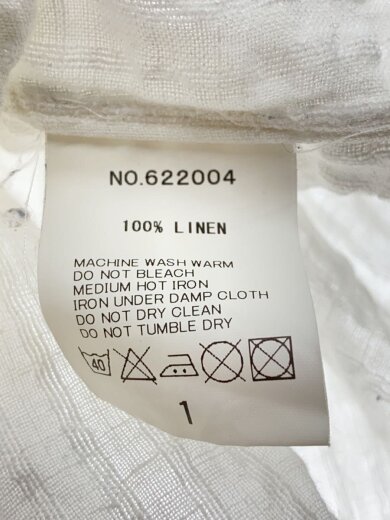 NO.622004
100% LINEN
MACHINE WASH WARM
DO NOT BLEACH
MEDIUM HOT IRON
IRON UNDER DAMP CLOTH
DO NOT DRY CLEAN
DO NOT TUMBLE DRY
40
1